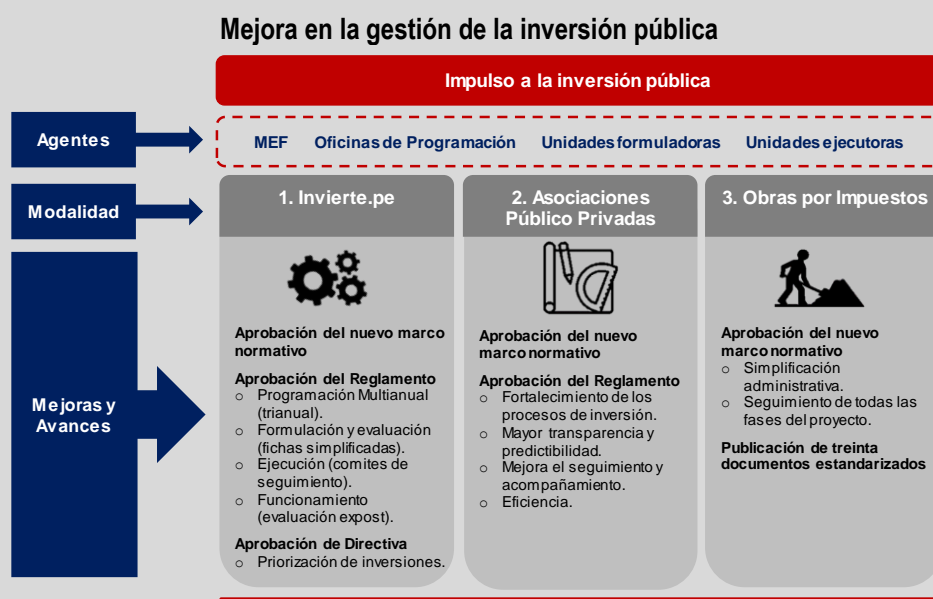 Mejora en la gestión de la inversión pública
Impulso a la inversión pública
Agentes
MEF Oficinas de Programación Unidades formuladoras Unidades ejecutoras
Modalidad
1. Invierte.pe
2. Asociaciones
Público Privadas
3. Obras por Impuestos
Mejoras y
Avances
Aprobación del nuevo marco
normativo
Aprobación del Reglamento
o Programación Multianual
(trianual).
o Formulación y evaluación
(fichas simplificadas).
o Ejecución (comites de
seguimiento).
o Funcionamiento
(evaluación expost).
Aprobación de Directiva
o Priorización de inversiones.
Aprobación del nuevo
marco normativo
Aprobación del Reglamento
o Fortalecimiento de los
procesos de inversión.
o Mayor transparencia y
predictibilidad.
o Mejora el seguimiento y
acompañamiento.
o Eficiencia.
Aprobación del nuevo
marco normativo
o Simplificación
administrativa.
o Seguimiento de todas las
fases del proyecto.
Publicación de treinta
documentos estandarizados